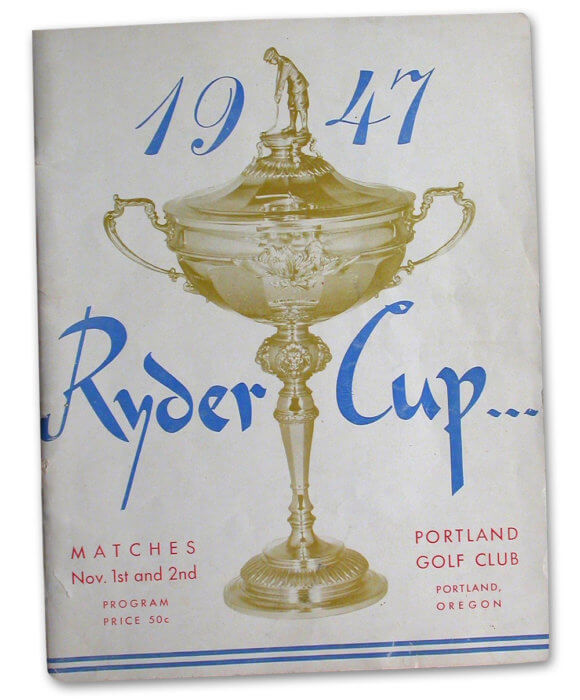 1947
Ryder Cup...
MATCHES
Nov. 1st and 2nd
PROGRAM
PRICE 50c
PORTLAND
GOLF CLUB
PORTLAND,
OREGON